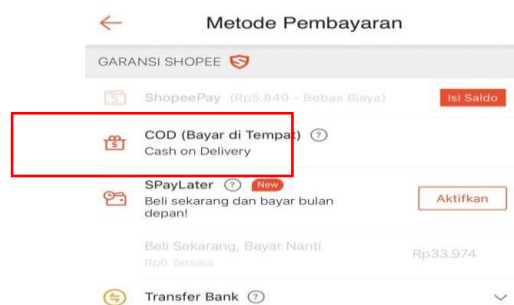 Metode Pembayaran
GARANSI SHOPEE
ShopeePay (Rp5.849 - Bebas Biaya)
Isi Saldo
COD (Bayar di Tempat) ?
Cash on Delivery
SPayLater ? New
Beli sekarang dan bayar bulan
depan!
Aktifkan
Beli Sekarang, Bayar Nanti
Rp0 Tersisa
Rp33.974
Transfer Bank ?